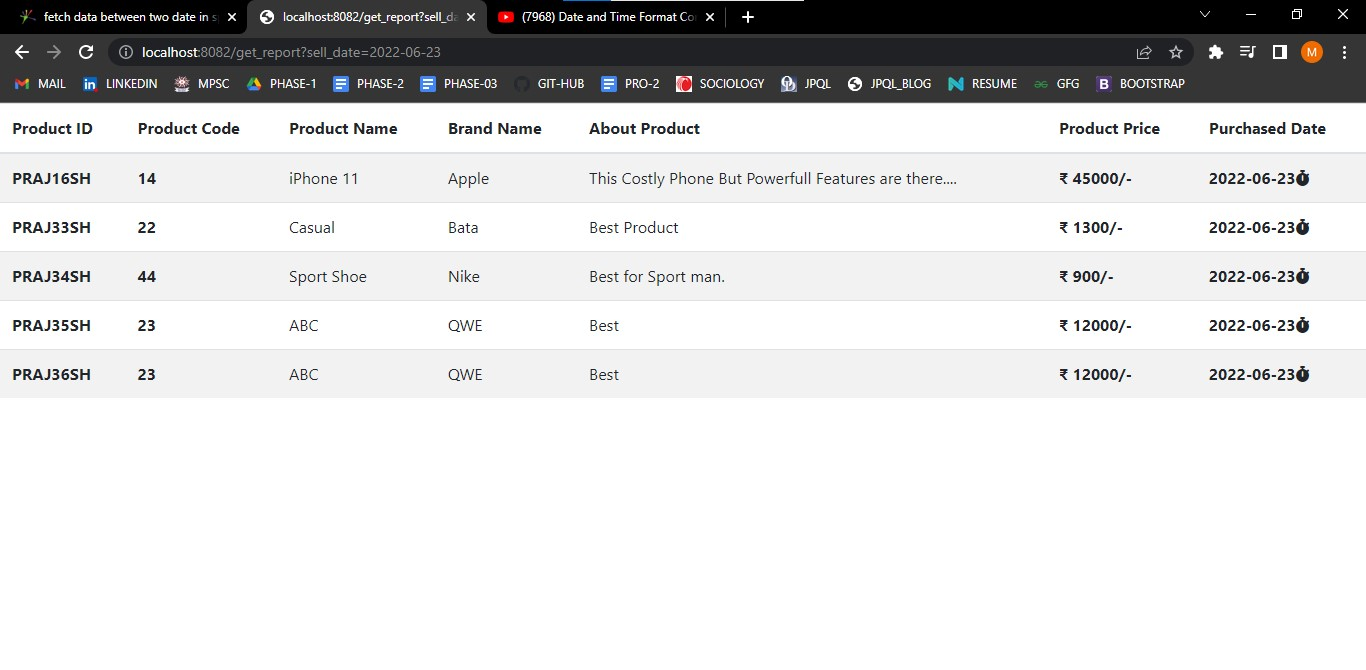 fetch data between two date in s
localhost:8082/get_report?sell_da
(7968) Date and Time Format Co
localhost:8082/get_report?sell_date=2022-06-23
M
MAIL LINKEDIN MPSC PHASE-1 PHASE-2 PHASE-03 GIT-HUB PRO-2 SOCIOLOGY JPQL JPQL_BLOG RESUME GFG BOOTSTRAP
Product ID Product Code Product Name Brand Name About Product Product Price Purchased Date
PRAJ16SH 14 iPhone 11 Apple This Costly Phone But Powerfull Features are there.... ₹ 45000/- 2022-06-23
PRAJ33SH 22 Casual Bata Best Product ₹ 1300/- 2022-06-23
PRAJ34SH 44 Sport Shoe Nike Best for Sport man. ₹ 900/- 2022-06-23
PRAJ35SH 23 ABC QWE Best ₹ 12000/- 2022-06-23
PRAJ36SH 23 ABC QWE Best ₹ 12000/- 2022-06-23